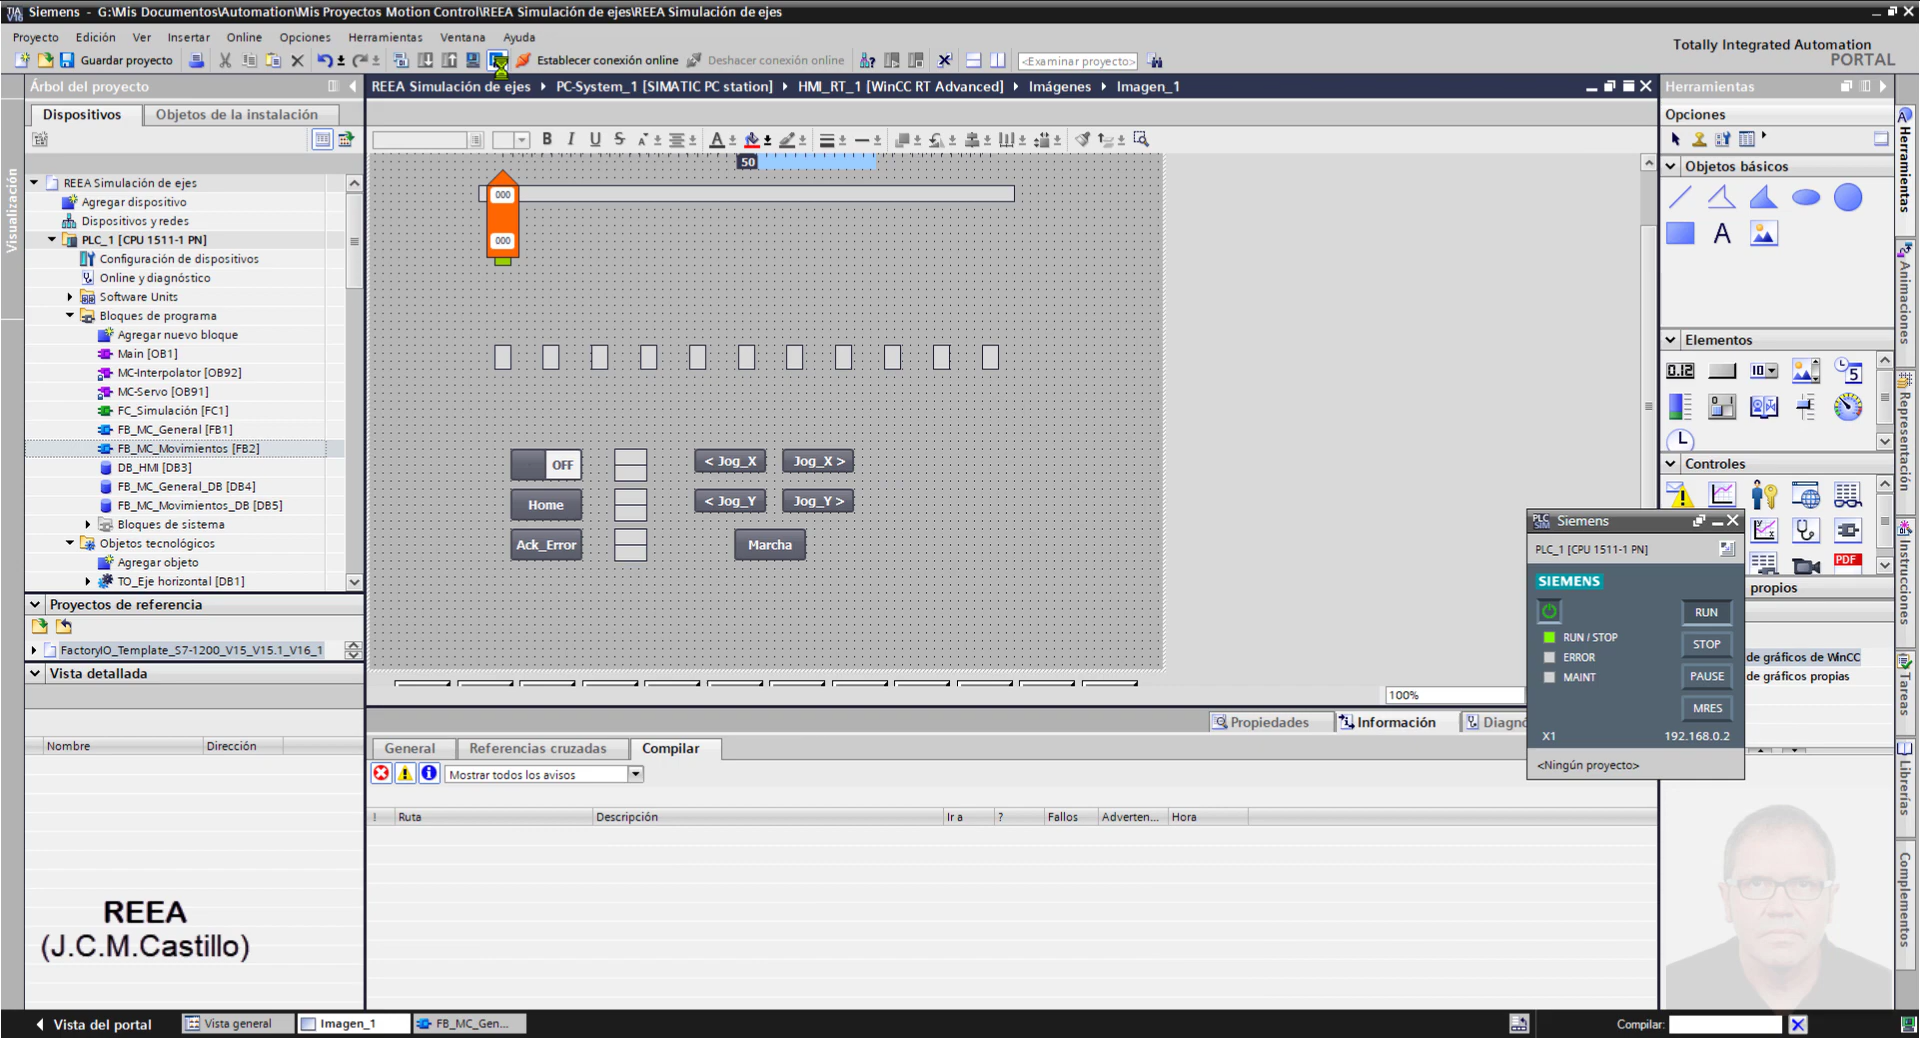 TIA V16 Siemens - G:\Mis Documentos\Automation\Mis Proyectos Motion Control\REEA Simulación de ejes\REEA Simulación de ejes
Proyecto Edición Ver Insertar Online Opciones Herramientas Ventana Ayuda
Totally Integrated Automation
PORTAL
Guardar proyecto Establecer conexión online Deshacer conexión online <Examinar proyecto>
Árbol del proyecto
REEA Simulación de ejes PC-System_1 [SIMATIC PC station] HMI_RT_1 [WinCC RT Advanced] Imágenes Imagen_1
Herramientas
Dispositivos Objetos de la instalación
Opciones
B I U S A
Visualización
REEA Simulación de ejes
Agregar dispositivo
Dispositivos y redes
PLC_1 [CPU 1511-1 PN]
Configuración de dispositivos
Online y diagnóstico
Software Units
Bloques de programa
Agregar nuevo bloque
Main [OB1]
MC-Interpolator [OB92]
MC-Servo [OB91]
FC_Simulación [FC1]
FB_MC_General [FB1]
FB_MC_Movimientos [FB2]
DB_HMI [DB3]
FB_MC_General_DB [DB4]
FB_MC_Movimientos_DB [DB5]
Bloques de sistema
Objetos tecnológicos
Agregar objeto
TO_Eje horizontal [DB1]
Proyectos de referencia
FactoryIO_Template_S7-1200_V15_V15.1_V16_1
Vista detallada
Nombre Dirección
REEA
(J.C.M.Castillo)
50
000
000
OFF
< Jog_X Jog_X >
Home
< Jog_Y Jog_Y >
Ack_Error Marcha
100%
Propiedades Información Diagnó
General Referencias cruzadas Compilar
Mostrar todos los avisos
! Ruta Descripción Ir a ? Fallos Adverten... Hora
Objetos básicos
A
Elementos
0.12 10 5
0 1
Controles
PDF
propios
de gráficos de WinCC
de gráficos propias
PLC SIM Siemens
PLC_1 [CPU 1511-1 PN]
SIEMENS
RUN
RUN / STOP
STOP
ERROR
PAUSE
MAINT
MRES
X1 192.168.0.2
<Ningún proyecto>
Herramientas
Animaciones
Representación
Instrucciones
Tareas
Librerías
Complementos
Vista del portal Vista general Imagen_1 FB_MC_Gen...
Compilar: